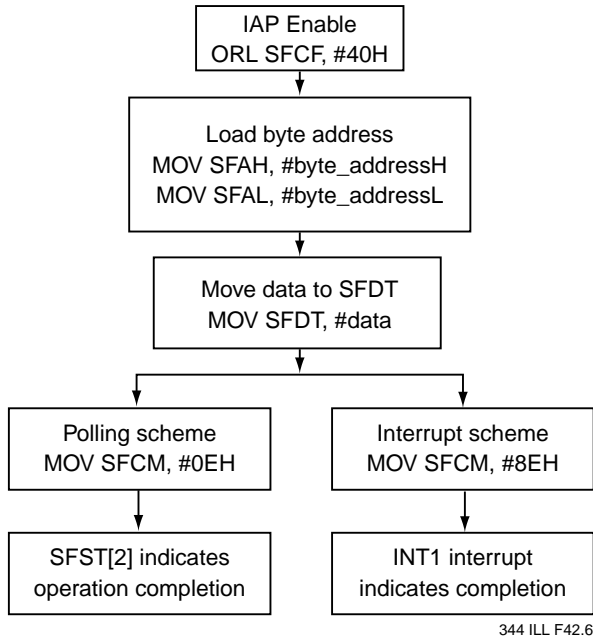 IAP Enable
ORL SFCF, #40H
Load byte address
MOV SFAH, #byte_addressH
MOV SFAL, #byte_addressL
Move data to SFDT
MOV SFDT, #data
Polling scheme
MOV SFCM, #0EH
Interrupt scheme
MOV SFCM, #8EH
SFST[2] indicates
operation completion
INT1 interrupt
indicates completion
344 ILL F42.6